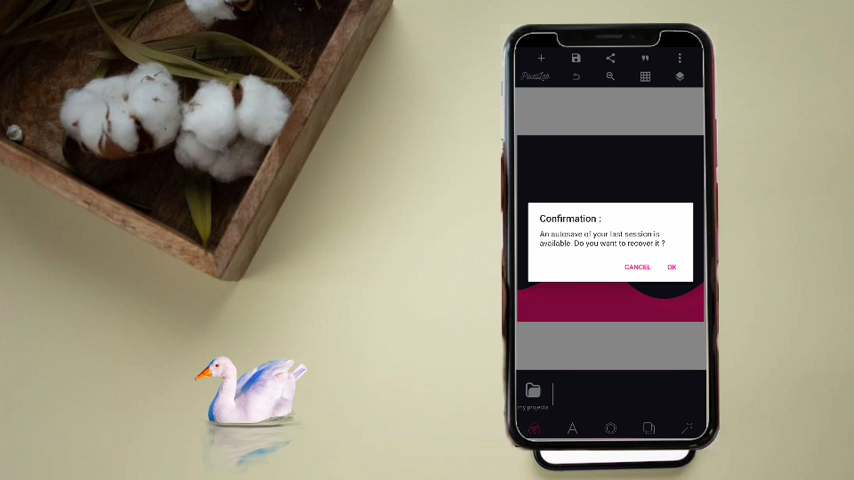 PixelLab
Confirmation :
An autosave of your last session is
available. Do you want to recover it ?
CANCEL
OK
my projects